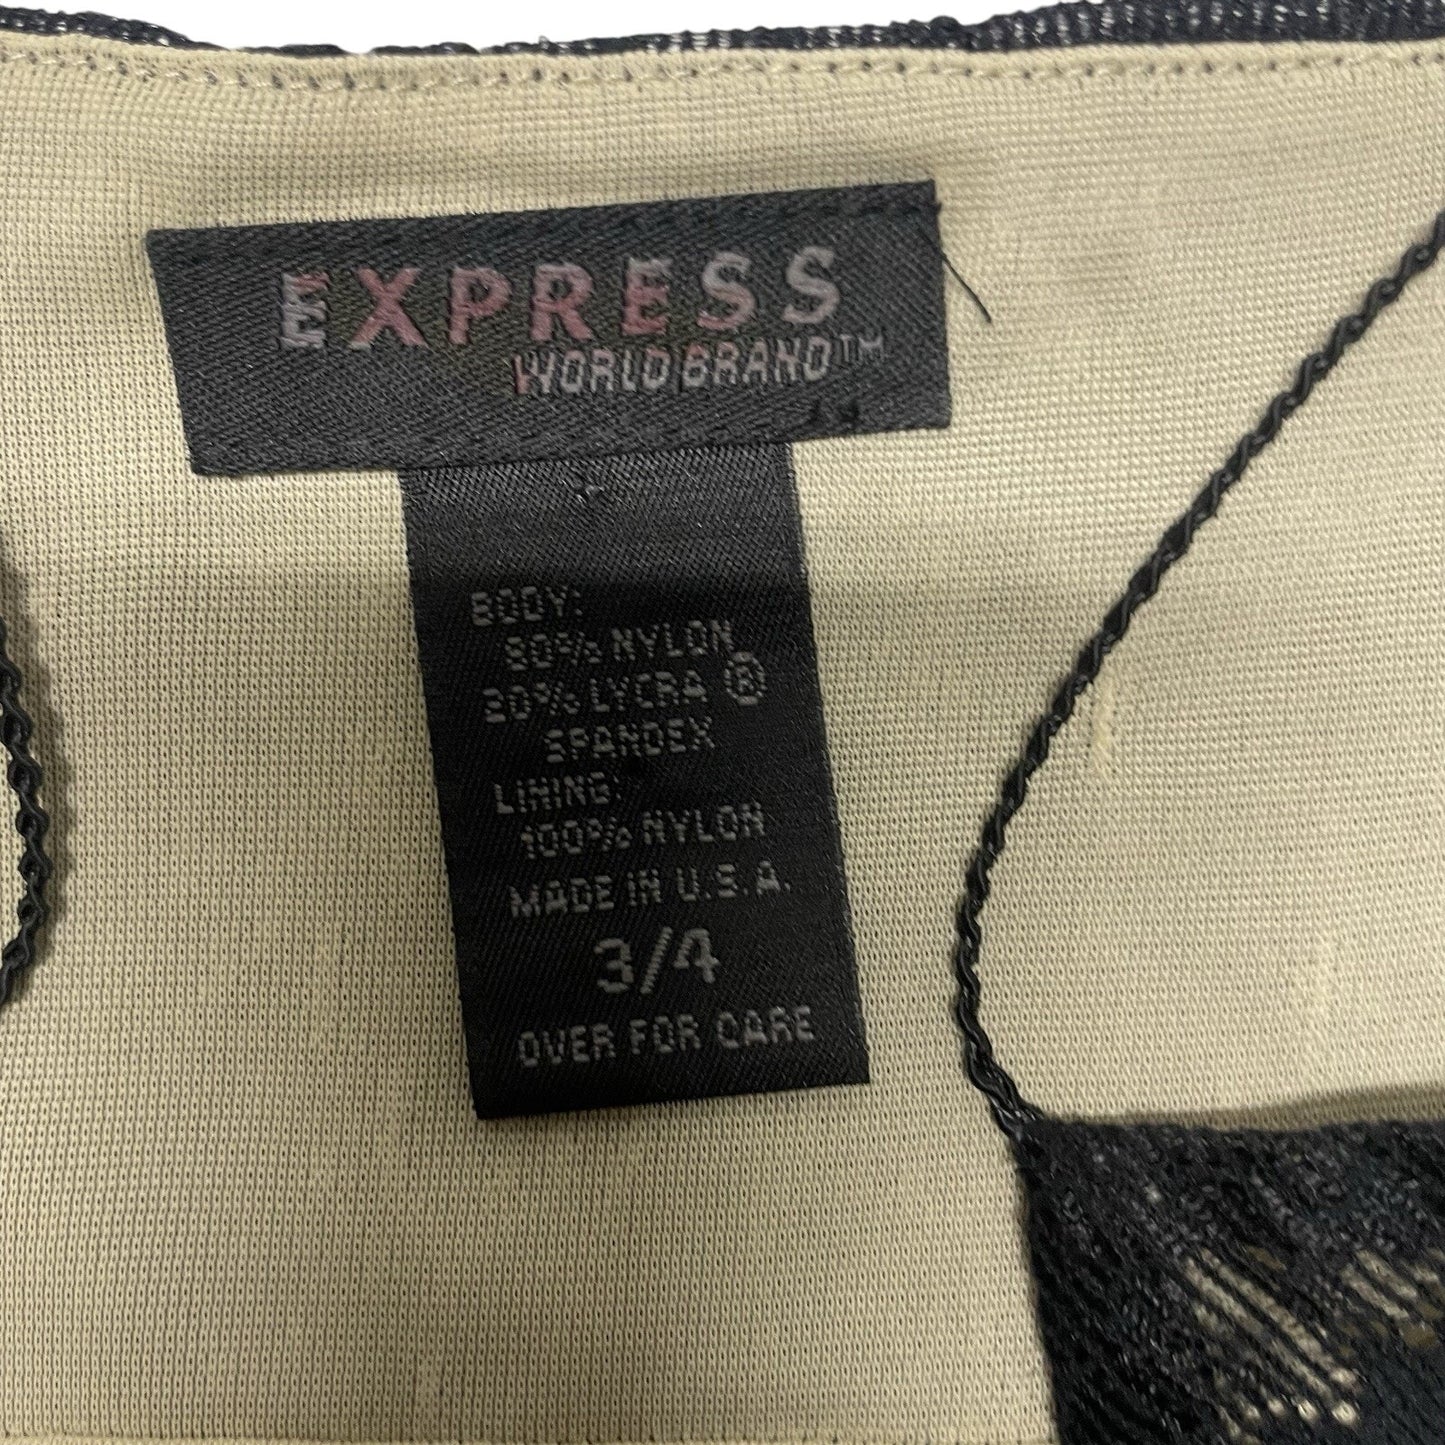 EXPRESS
WORLD BRAND™
BODY:
80% NYLON
20% LYCRA ®
SPANDEX
LINING:
100% NYLON
MADE IN U.S.A.
3/4
OVER FOR CARE